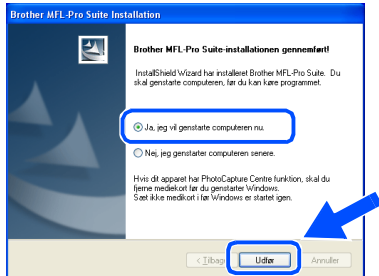 Brother MFL-Pro Suite Installation
Brother MFL-Pro Suite-installationen gennemført!
InstallShield Wizard har installeret Brother MFL-Pro Suite. Du
skal genstarte computeren, før du kan køre programmet.
Ja, jeg vil genstarte computeren nu.
Nej, jeg genstarter computeren senere.
Hvis dit apparet har PhotoCapture Centre funktion, skal du
fjerne mediekort før du genstarter Windows.
Sæt ikke medikort i før Windows er startet igen.
< Tilbage Udfør Annuller